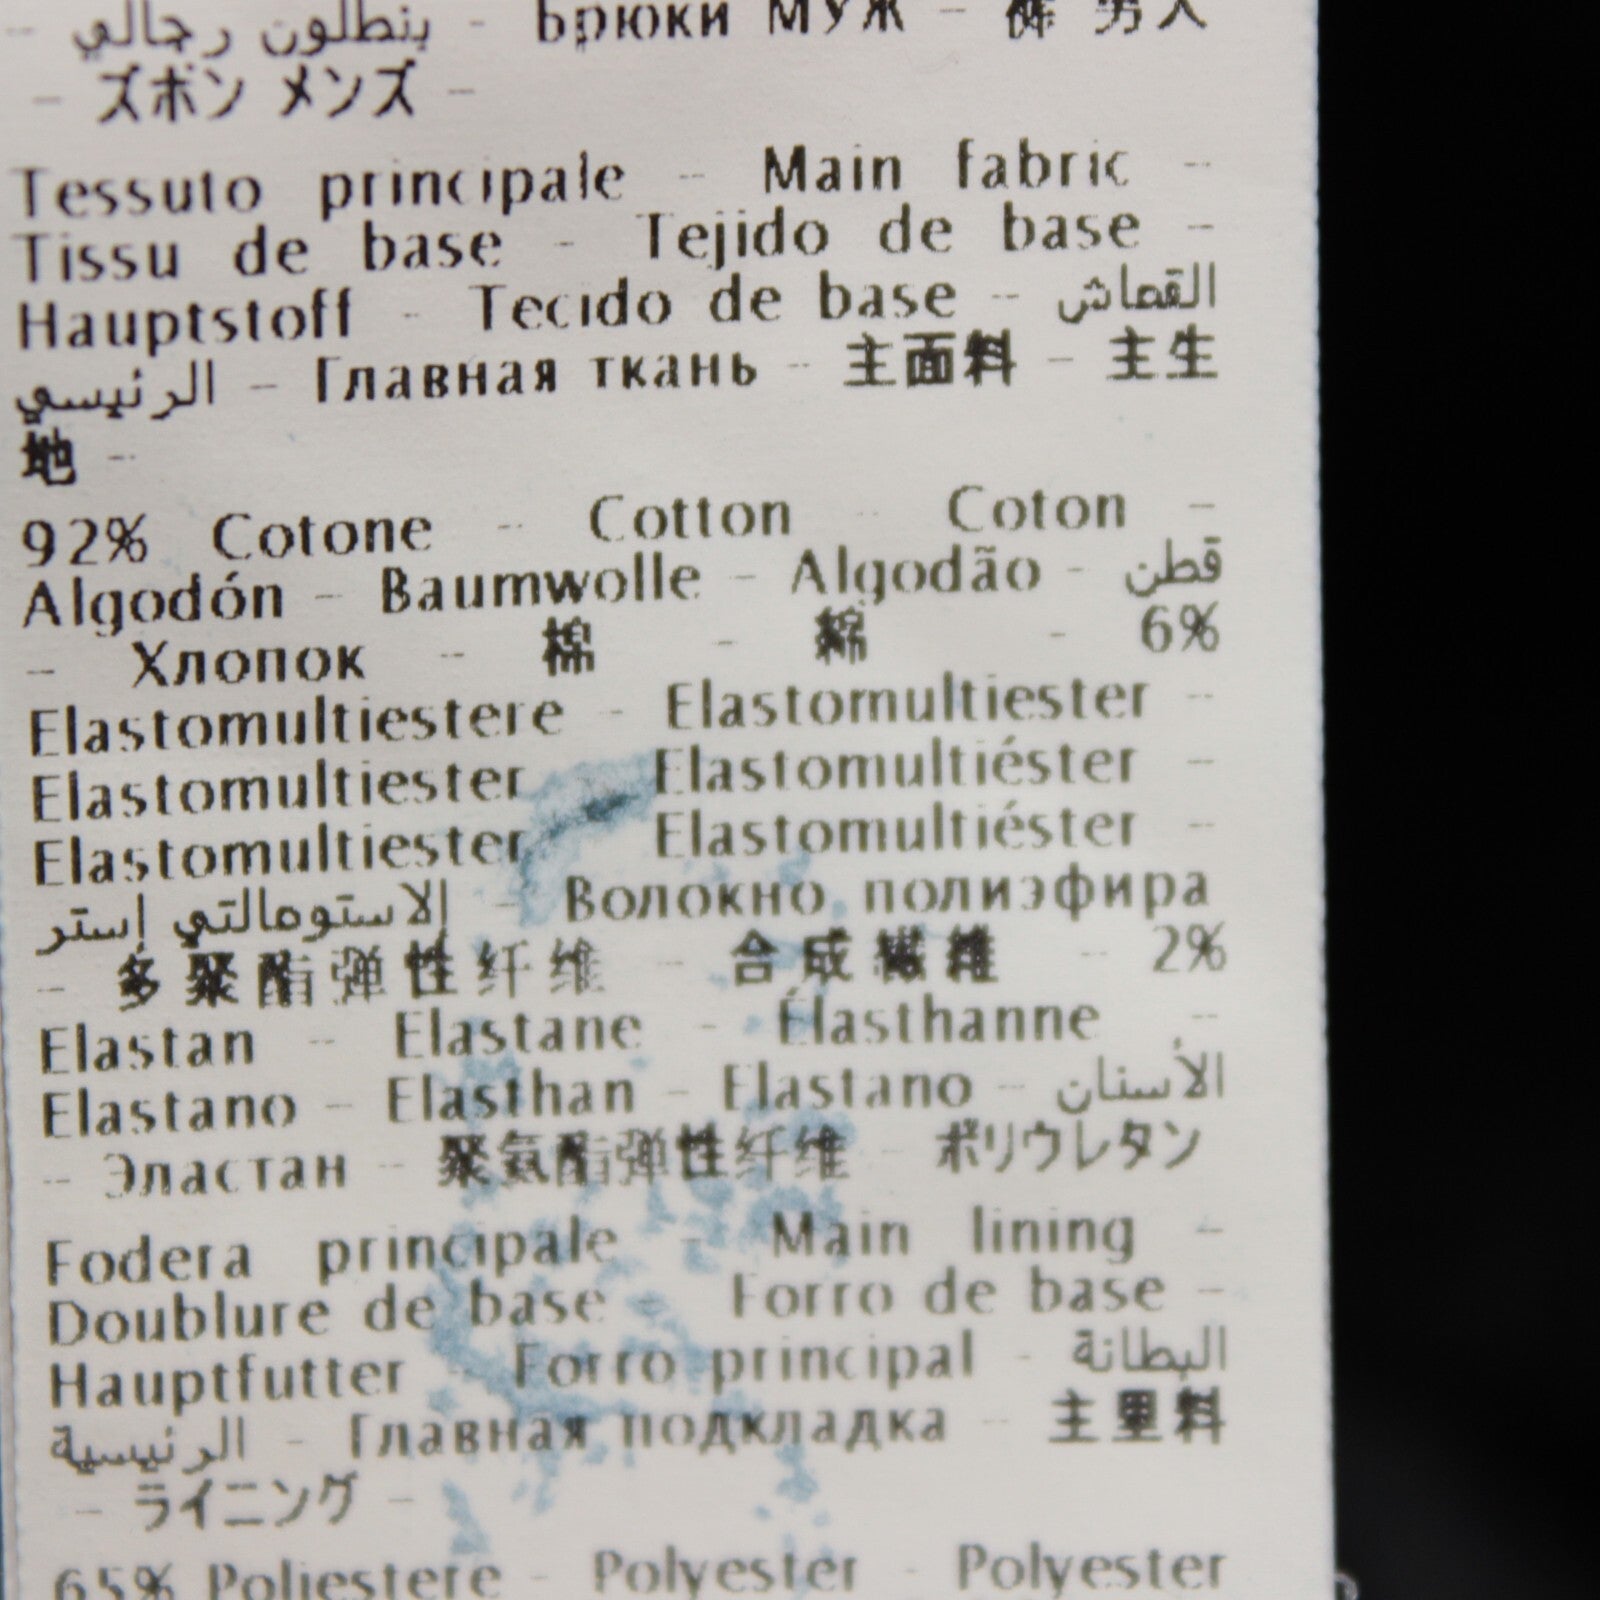 - بنطلون رجالي - Брюки МУЖ - 裤 男人
- ズボン メンズ -
Tessuto principale - Main fabric -
Tissu de base - Tejido de base -
Hauptstoff - Tecido de base - القماش
الرئيسي - Главная ткань - 主面料 - 主生
地 -
92% Cotone - Cotton - Coton -
Algodón - Baumwolle - Algodão - قطن
- Хлопок - 棉 - 綿 - 6%
Elastomultiestere - Elastomultiester -
Elastomultiester - Elastomultiéster -
Elastomultiester - Elastomultiéster -
إلاستومالتي إستر - Волокно полиэфира
- 多聚酯弹性纤维 - 合成繊維 - 2%
Elastan - Elastane - Élasthanne -
Elastano - Elasthan - Elastano - الأستان
- Эластан - 聚氨酯弹性纤维 - ポリウレタン
Fodera principale - Main lining -
Doublure de base - Forro de base -
Hauptfutter - Forro principal - البطانة
الرئيسية - Главная подкладка - 主里料
- ライニング -
65% Poliestere - Polyester - Polyester